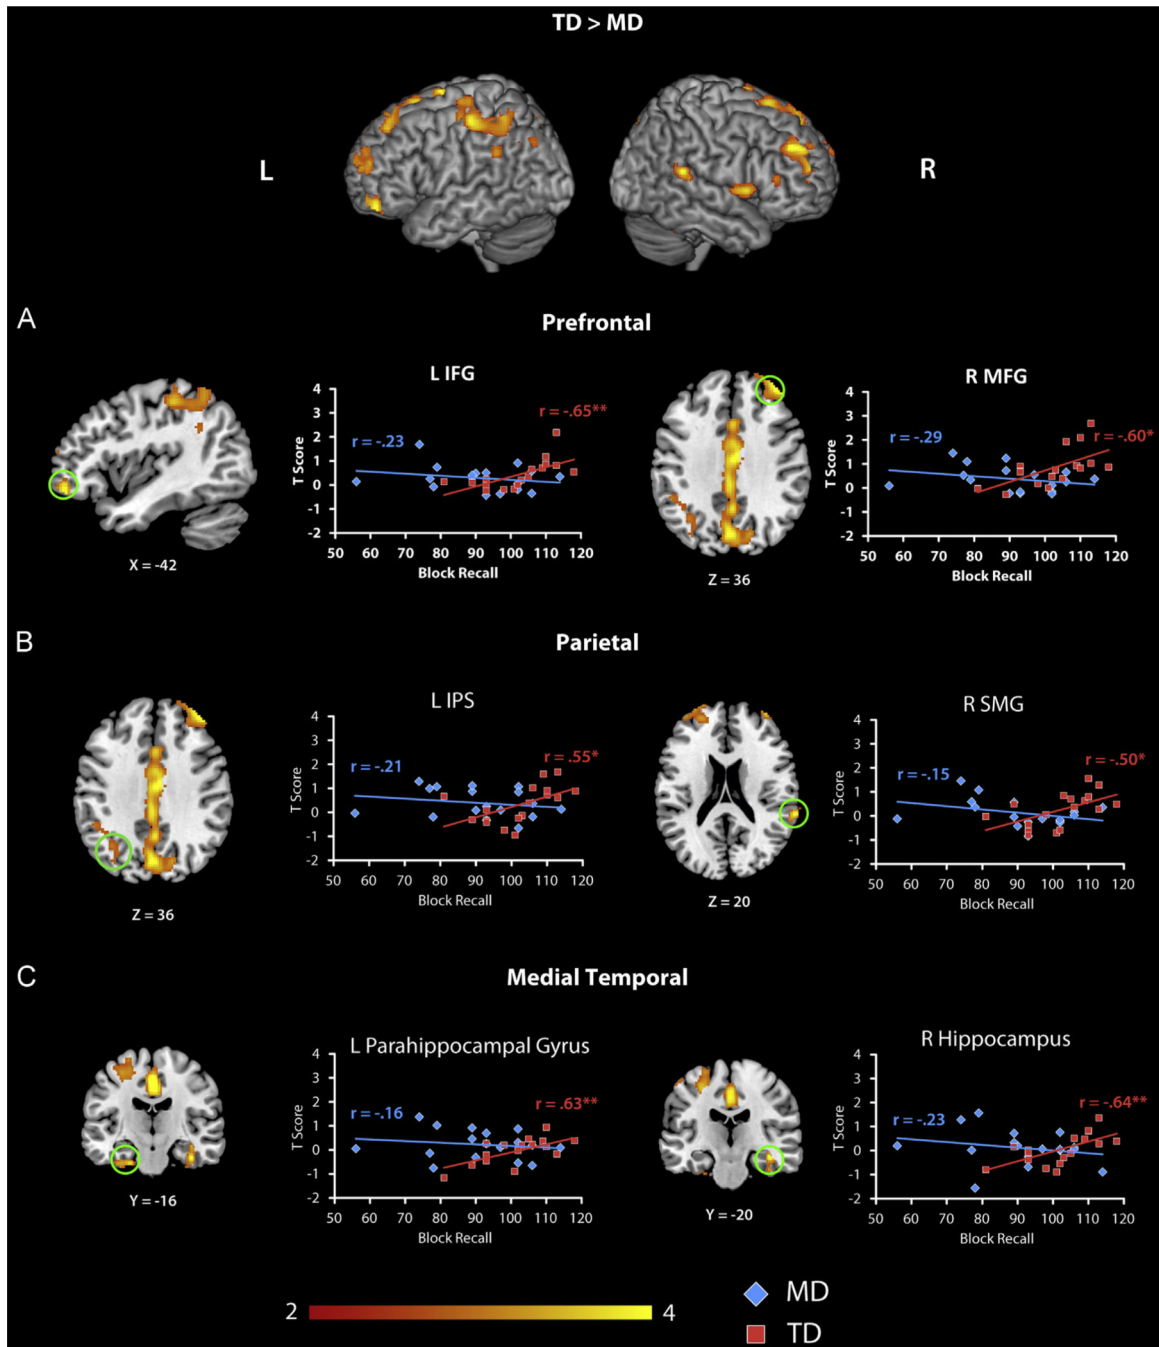 TD > MD
L
R
A
Prefrontal
L IFG
R MFG
4
3
2
1
0
-1
-2
T Score
r = -.23
r = -.65**
50 60 70 80 90 100 110 120
Block Recall
X = -42
4
3
2
1
0
-1
-2
T Score
r = -.29
r = -.60*
50 60 70 80 90 100 110 120
Block Recall
Z = 36
B
Parietal
L IPS
R SMG
4
3
2
1
0
-1
-2
T Score
r = -.21
r = .55*
50 60 70 80 90 100 110 120
Block Recall
Z = 36
4
3
2
1
0
-1
-2
T Score
r = -.15
r = -.50*
50 60 70 80 90 100 110 120
Block Recall
Z = 20
C
Medial Temporal
L Parahippocampal Gyrus
R Hippocampus
4
3
2
1
0
-1
-2
T Score
r = -.16
r = .63**
50 60 70 80 90 100 110 120
Block Recall
Y = -16
4
3
2
1
0
-1
-2
T Score
r = -.23
r = -.64**
50 60 70 80 90 100 110 120
Block Recall
Y = -20
2
4
MD
TD